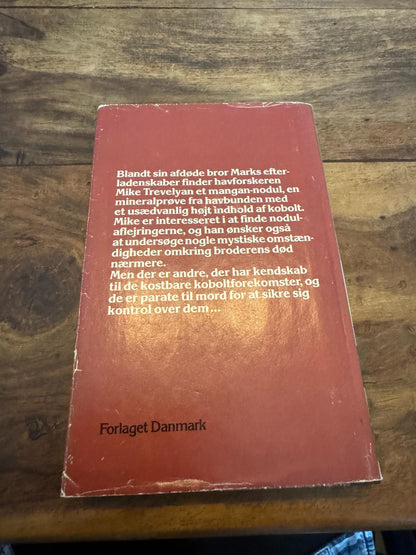 Blandt sin afdøde bror Marks efter-
ladenskaber finder havforskeren
Mike Trevelyan et mangan-nodul, en
mineralprøve fra havbunden med
et usædvanlig højt indhold af kobolt.
Mike er interesseret i at finde nodul-
aflejringerne, og han ønsker også
at undersøge nogle mystiske omstæn-
digheder omkring broderens død
nærmere.
Men der er andre, der har kendskab
til de kostbare koboltforekomster, og
de er parate til mord for at sikre sig
kontrol over dem...
Forlaget Danmark